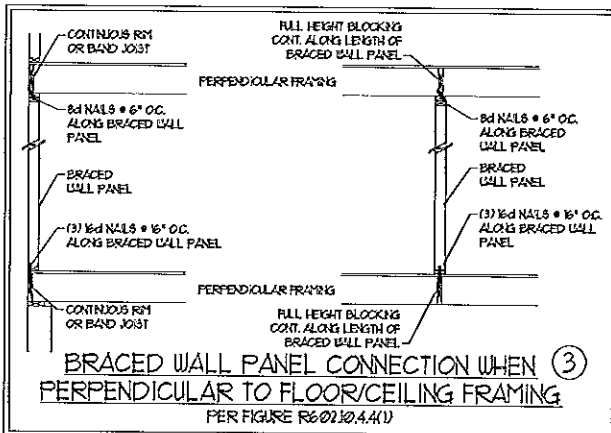 CONTINUOUS RIM
OR BAND JOIST
PERPENDICULAR FRAMING
8d NAILS @ 6" O.C.
ALONG BRACED WALL
PANEL
BRACED
WALL PANEL
(3) 16d NAILS @ 16" O.C.
ALONG BRACED WALL PANEL
PERPENDICULAR FRAMING
CONTINUOUS RIM
OR BAND JOIST
FULL HEIGHT BLOCKING
CONT. ALONG LENGTH OF
BRACED WALL PANEL
8d NAILS @ 6" O.C.
ALONG BRACED WALL
PANEL
BRACED
WALL PANEL
(3) 16d NAILS @ 16" O.C.
ALONG BRACED WALL
PANEL
FULL HEIGHT BLOCKING
CONT. ALONG LENGTH OF
BRACED WALL PANEL
BRACED WALL PANEL CONNECTION WHEN 3
PERPENDICULAR TO FLOOR/CEILING FRAMING
PER FIGURE R602.10.4.4(1)